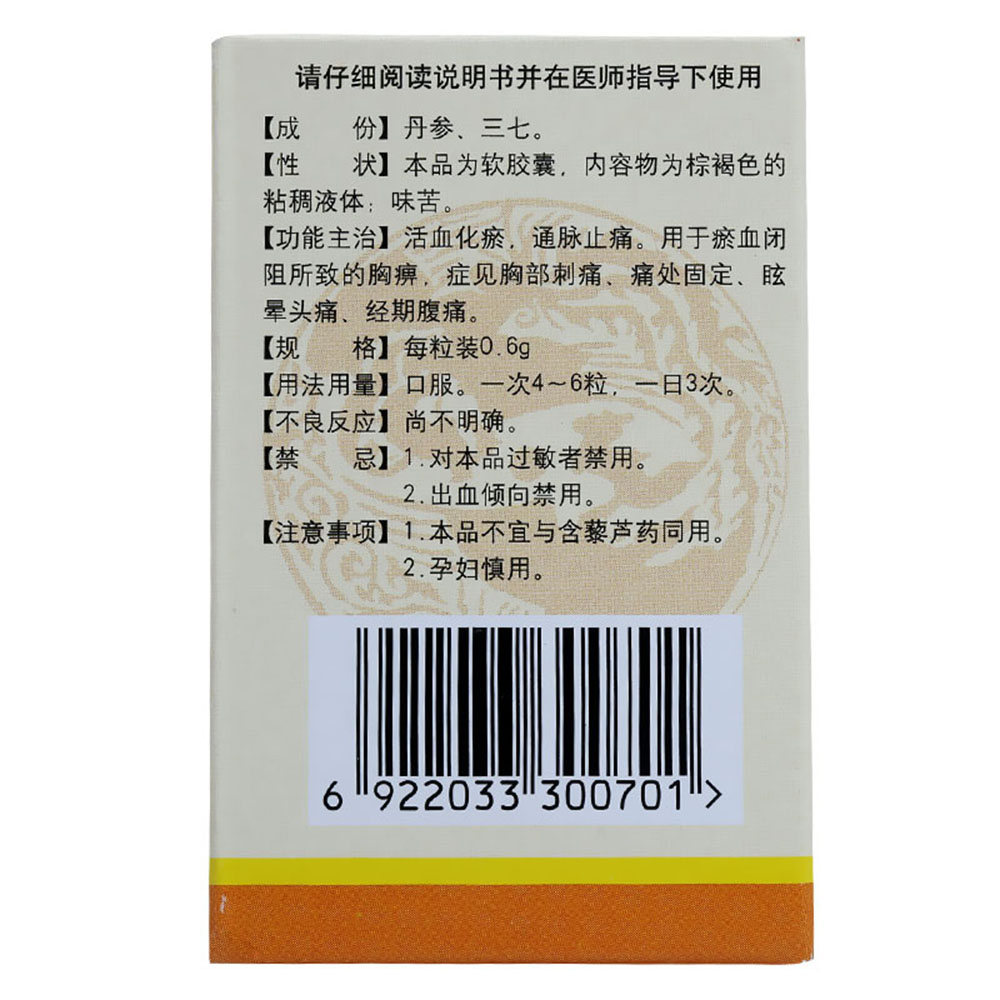 请仔细阅读说明书并在医师指导下使用
【成　　份】丹参、三七。
【性　　状】本品为软胶囊，内容物为棕褐色的
粘稠液体；味苦。
【功能主治】活血化瘀，通脉止痛。用于瘀血闭
阻所致的胸痹，症见胸部刺痛、痛处固定、眩
晕头痛、经期腹痛。
【规　　格】每粒装0.6g
【用法用量】口服。一次4～6粒，一日3次。
【不良反应】尚不明确。
【禁　　忌】1.对本品过敏者禁用。
2.出血倾向禁用。
【注意事项】1.本品不宜与含藜芦药同用。
2.孕妇慎用。
6 922033 300701 >